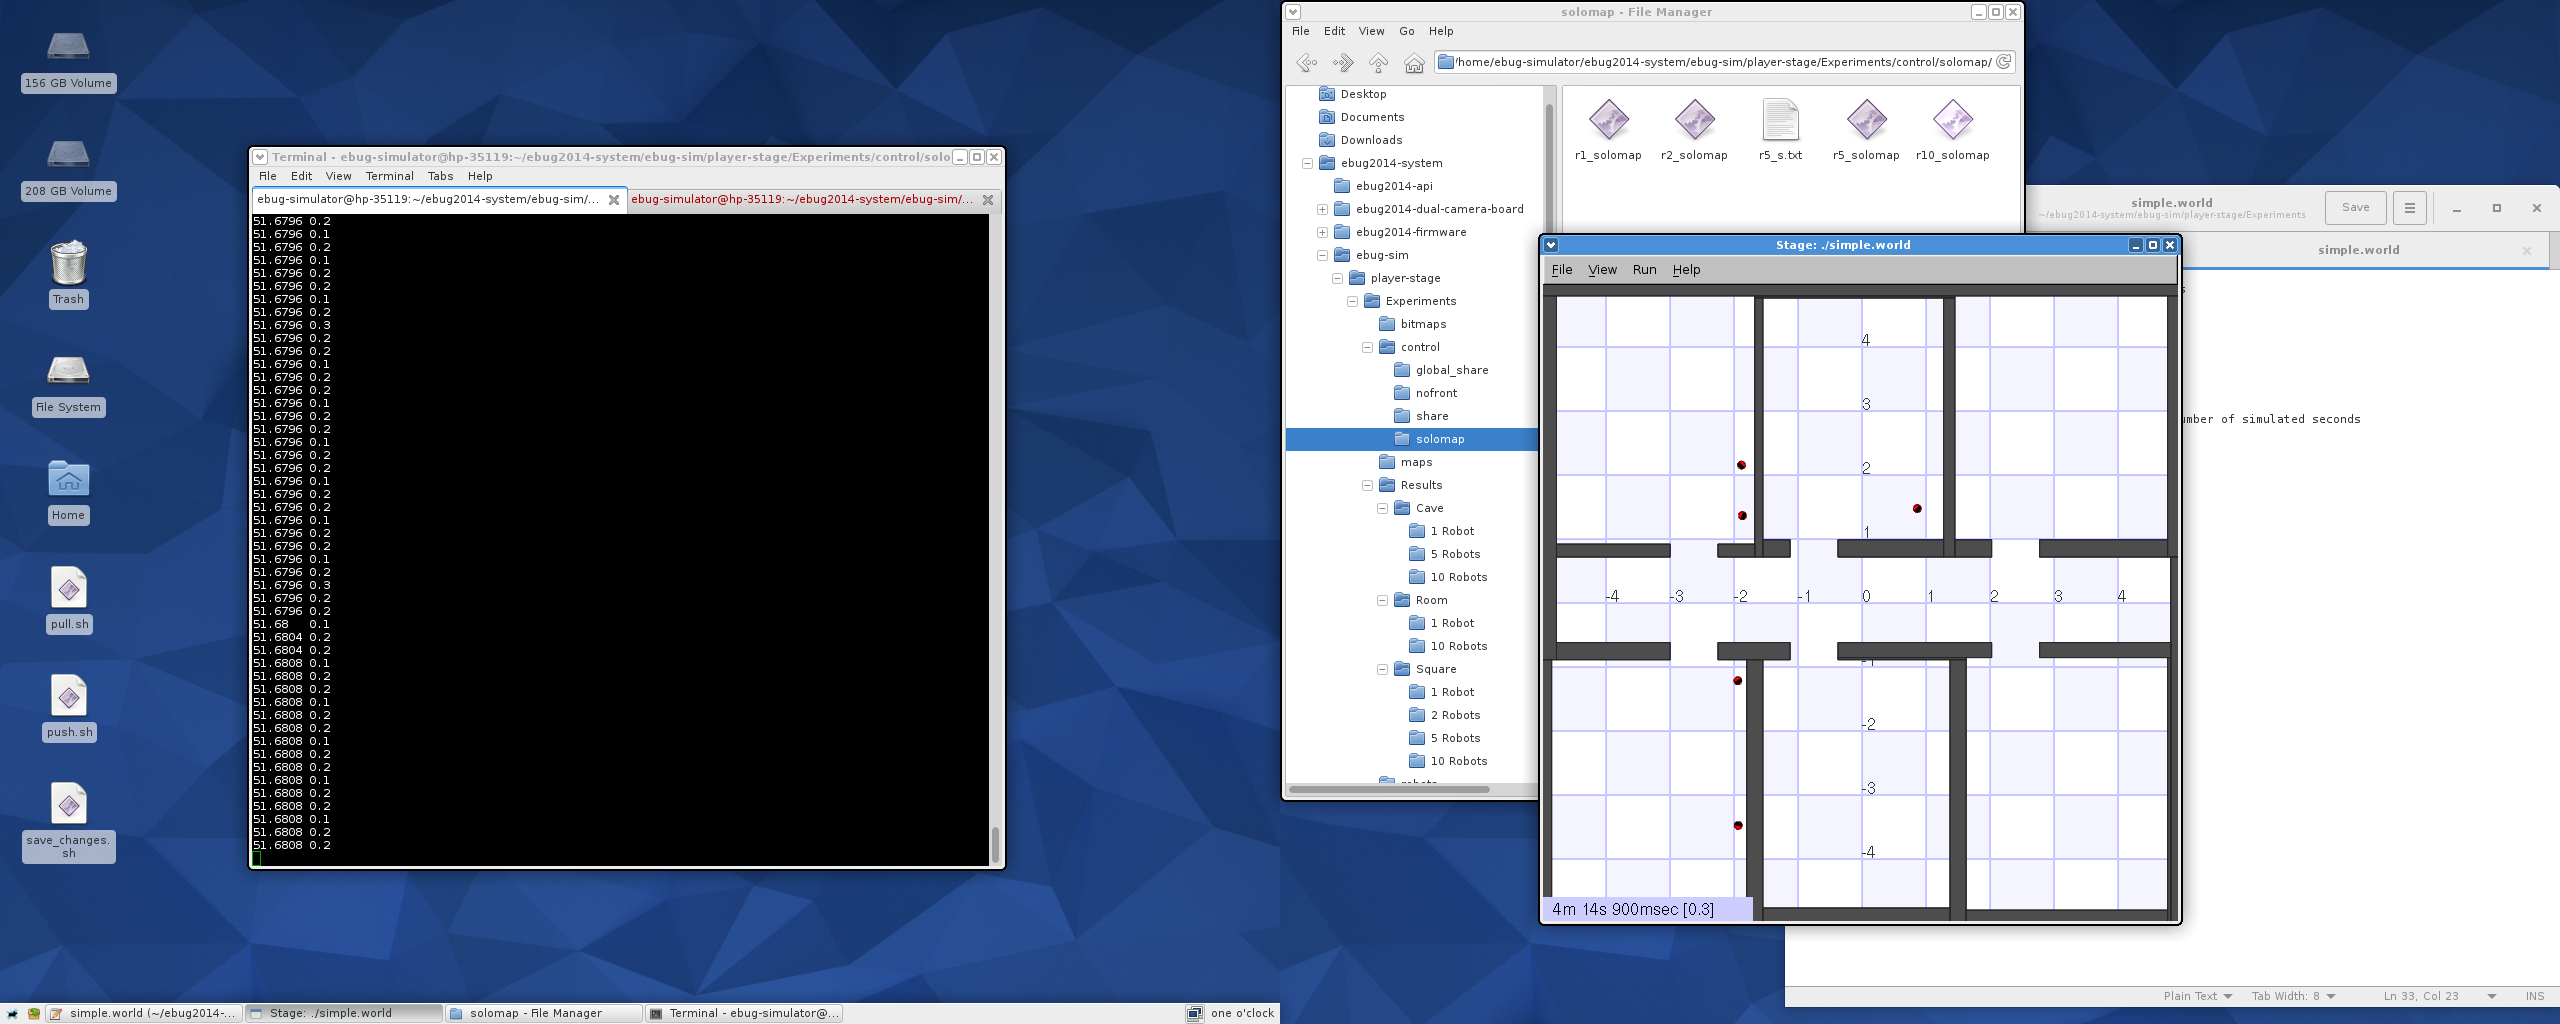 156 GB Volume
208 GB Volume
Trash
File System
Home
pull.sh
push.sh
save_changes.
sh
Terminal - ebug-simulator@hp-35119:~/ebug2014-system/ebug-sim/player-stage/Experiments/control/solo
File Edit View Terminal Tabs Help
ebug-simulator@hp-35119:~/ebug2014-system/ebug-sim/...
ebug-simulator@hp-35119:~/ebug2014-system/ebug-sim/...
51.6796 0.2
51.6796 0.1
51.6796 0.2
51.6796 0.1
51.6796 0.2
51.6796 0.2
51.6796 0.1
51.6796 0.2
51.6796 0.3
51.6796 0.2
51.6796 0.2
51.6796 0.1
51.6796 0.2
51.6796 0.2
51.6796 0.1
51.6796 0.2
51.6796 0.2
51.6796 0.1
51.6796 0.2
51.6796 0.2
51.6796 0.1
51.6796 0.2
51.6796 0.2
51.6796 0.1
51.6796 0.2
51.6796 0.2
51.6796 0.1
51.6796 0.2
51.6796 0.3
51.6796 0.2
51.6796 0.2
51.68 0.1
51.6804 0.2
51.6804 0.2
51.6808 0.1
51.6808 0.2
51.6808 0.2
51.6808 0.1
51.6808 0.2
51.6808 0.2
51.6808 0.1
51.6808 0.2
51.6808 0.2
51.6808 0.1
51.6808 0.2
51.6808 0.2
51.6808 0.1
51.6808 0.2
51.6808 0.2
solomap - File Manager
File Edit View Go Help
/home/ebug-simulator/ebug2014-system/ebug-sim/player-stage/Experiments/control/solomap/
Desktop
Documents
Downloads
ebug2014-system
ebug2014-api
ebug2014-dual-camera-board
ebug2014-firmware
ebug-sim
player-stage
Experiments
bitmaps
control
global_share
nofront
share
solomap
maps
Results
Cave
1 Robot
5 Robots
10 Robots
Room
1 Robot
10 Robots
Square
1 Robot
2 Robots
5 Robots
10 Robots
r1_solomap
r2_solomap
r5_s.txt
r5_solomap
r10_solomap
simple.world
~/ebug2014-system/ebug-sim/player-stage/Experiments
Save
simple.world
s
umber of simulated seconds
Plain Text Tab Width: 8 Ln 33, Col 23 INS
Stage: ./simple.world
File View Run Help
4
3
2
1
-4 -3 -2 -1 0 1 2 3 4
-1
-2
-3
-4
4m 14s 900msec [0.3]
simple.world (~/ebug2014-...
Stage: ./simple.world
solomap - File Manager
Terminal - ebug-simulator@...
one o'clock